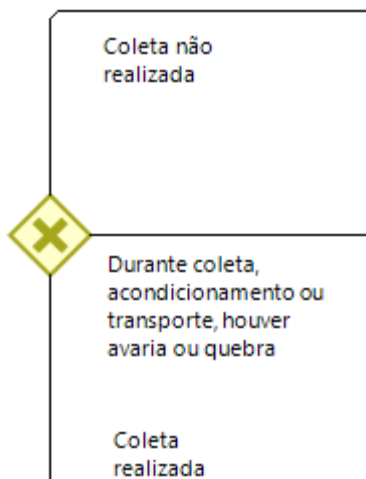 Coleta não
realizada
Durante coleta,
acondicionamento ou
transporte, houver
avaria ou quebra
Coleta
realizada